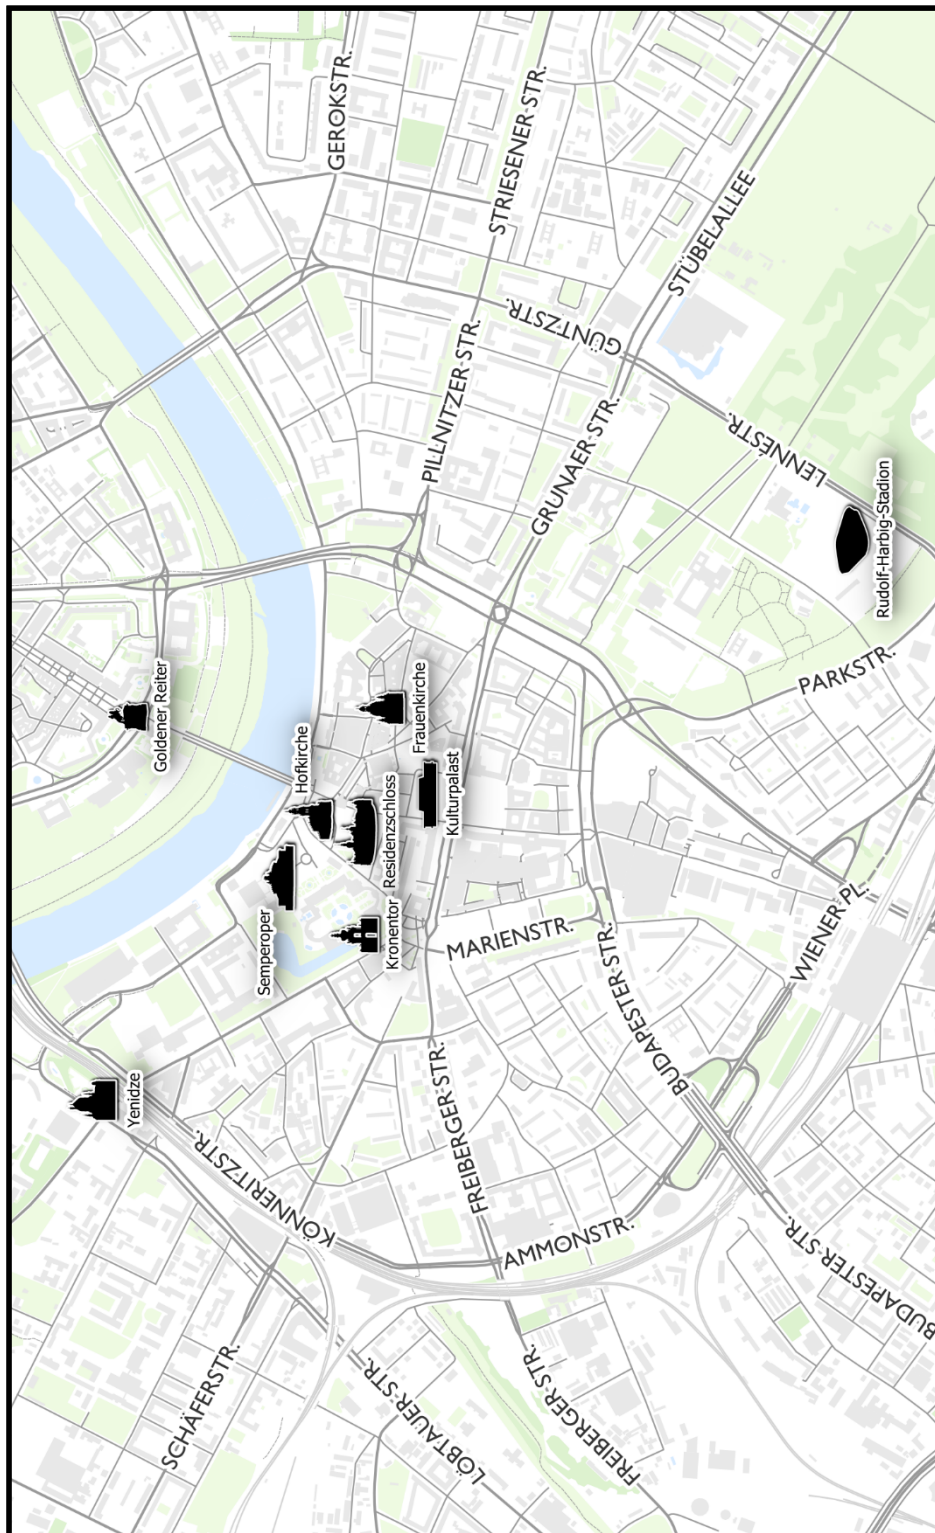 GEROKSTR.
STRIESENER STR.
STÜBELALLEE
GÜNTZSTR.
PILLNITZER STR.
GRUNAER STR.
LENNÉSTR.
Rudolf-Harbig-Stadion
PARKSTR.
Goldener Reiter
Frauenkirche
Hofkirche
Residenzschloss
Kulturpalast
Semperoper
Kronentor
MARIENSTR.
WIENER PL.
BUDAPESTER STR.
Yenidze
FREIBERGER STR.
KÖNNERITZSTR.
AMMONSTR.
BUDAPESTER STR.
SCHÄFERSTR.
LÖBTAUER STR.
FREIBERGER STR.